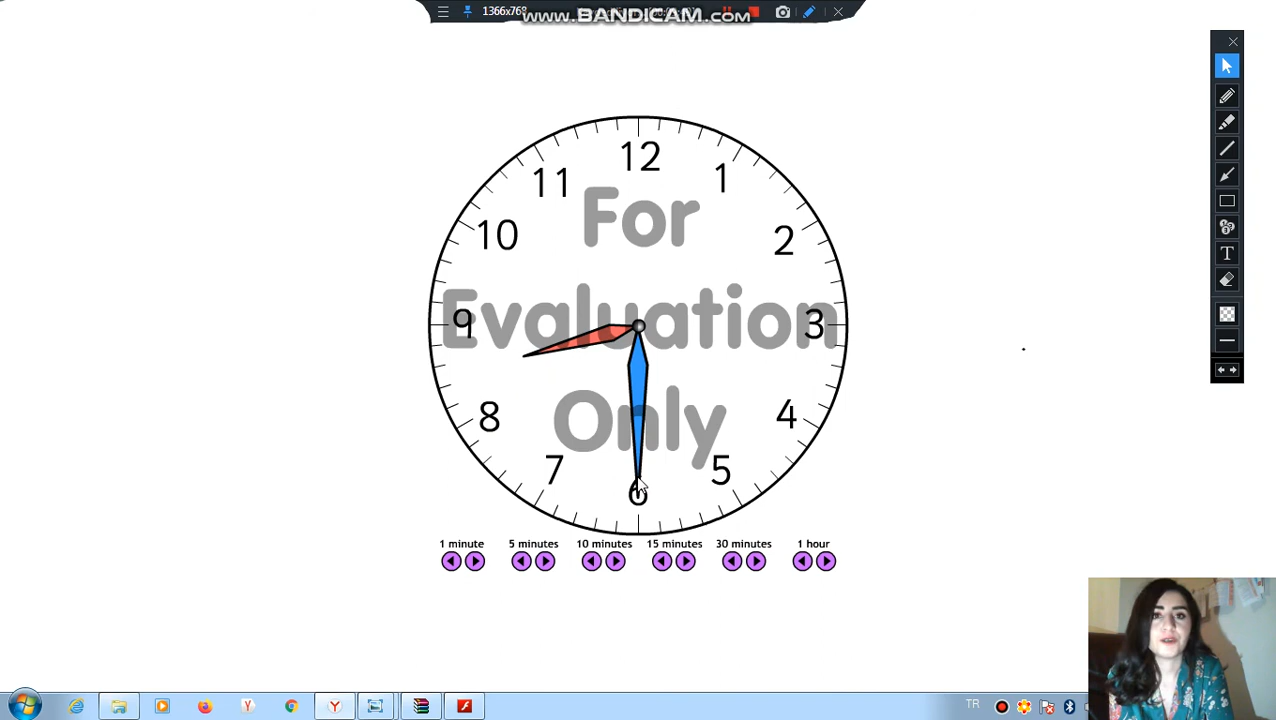 1366x768
WWW.BANDICAM.COM
12
11
1
10
2
9
3
8
4
7
5
6
For
Evaluation
Only
1 minute
5 minutes
10 minutes
15 minutes
30 minutes
1 hour
T
TR